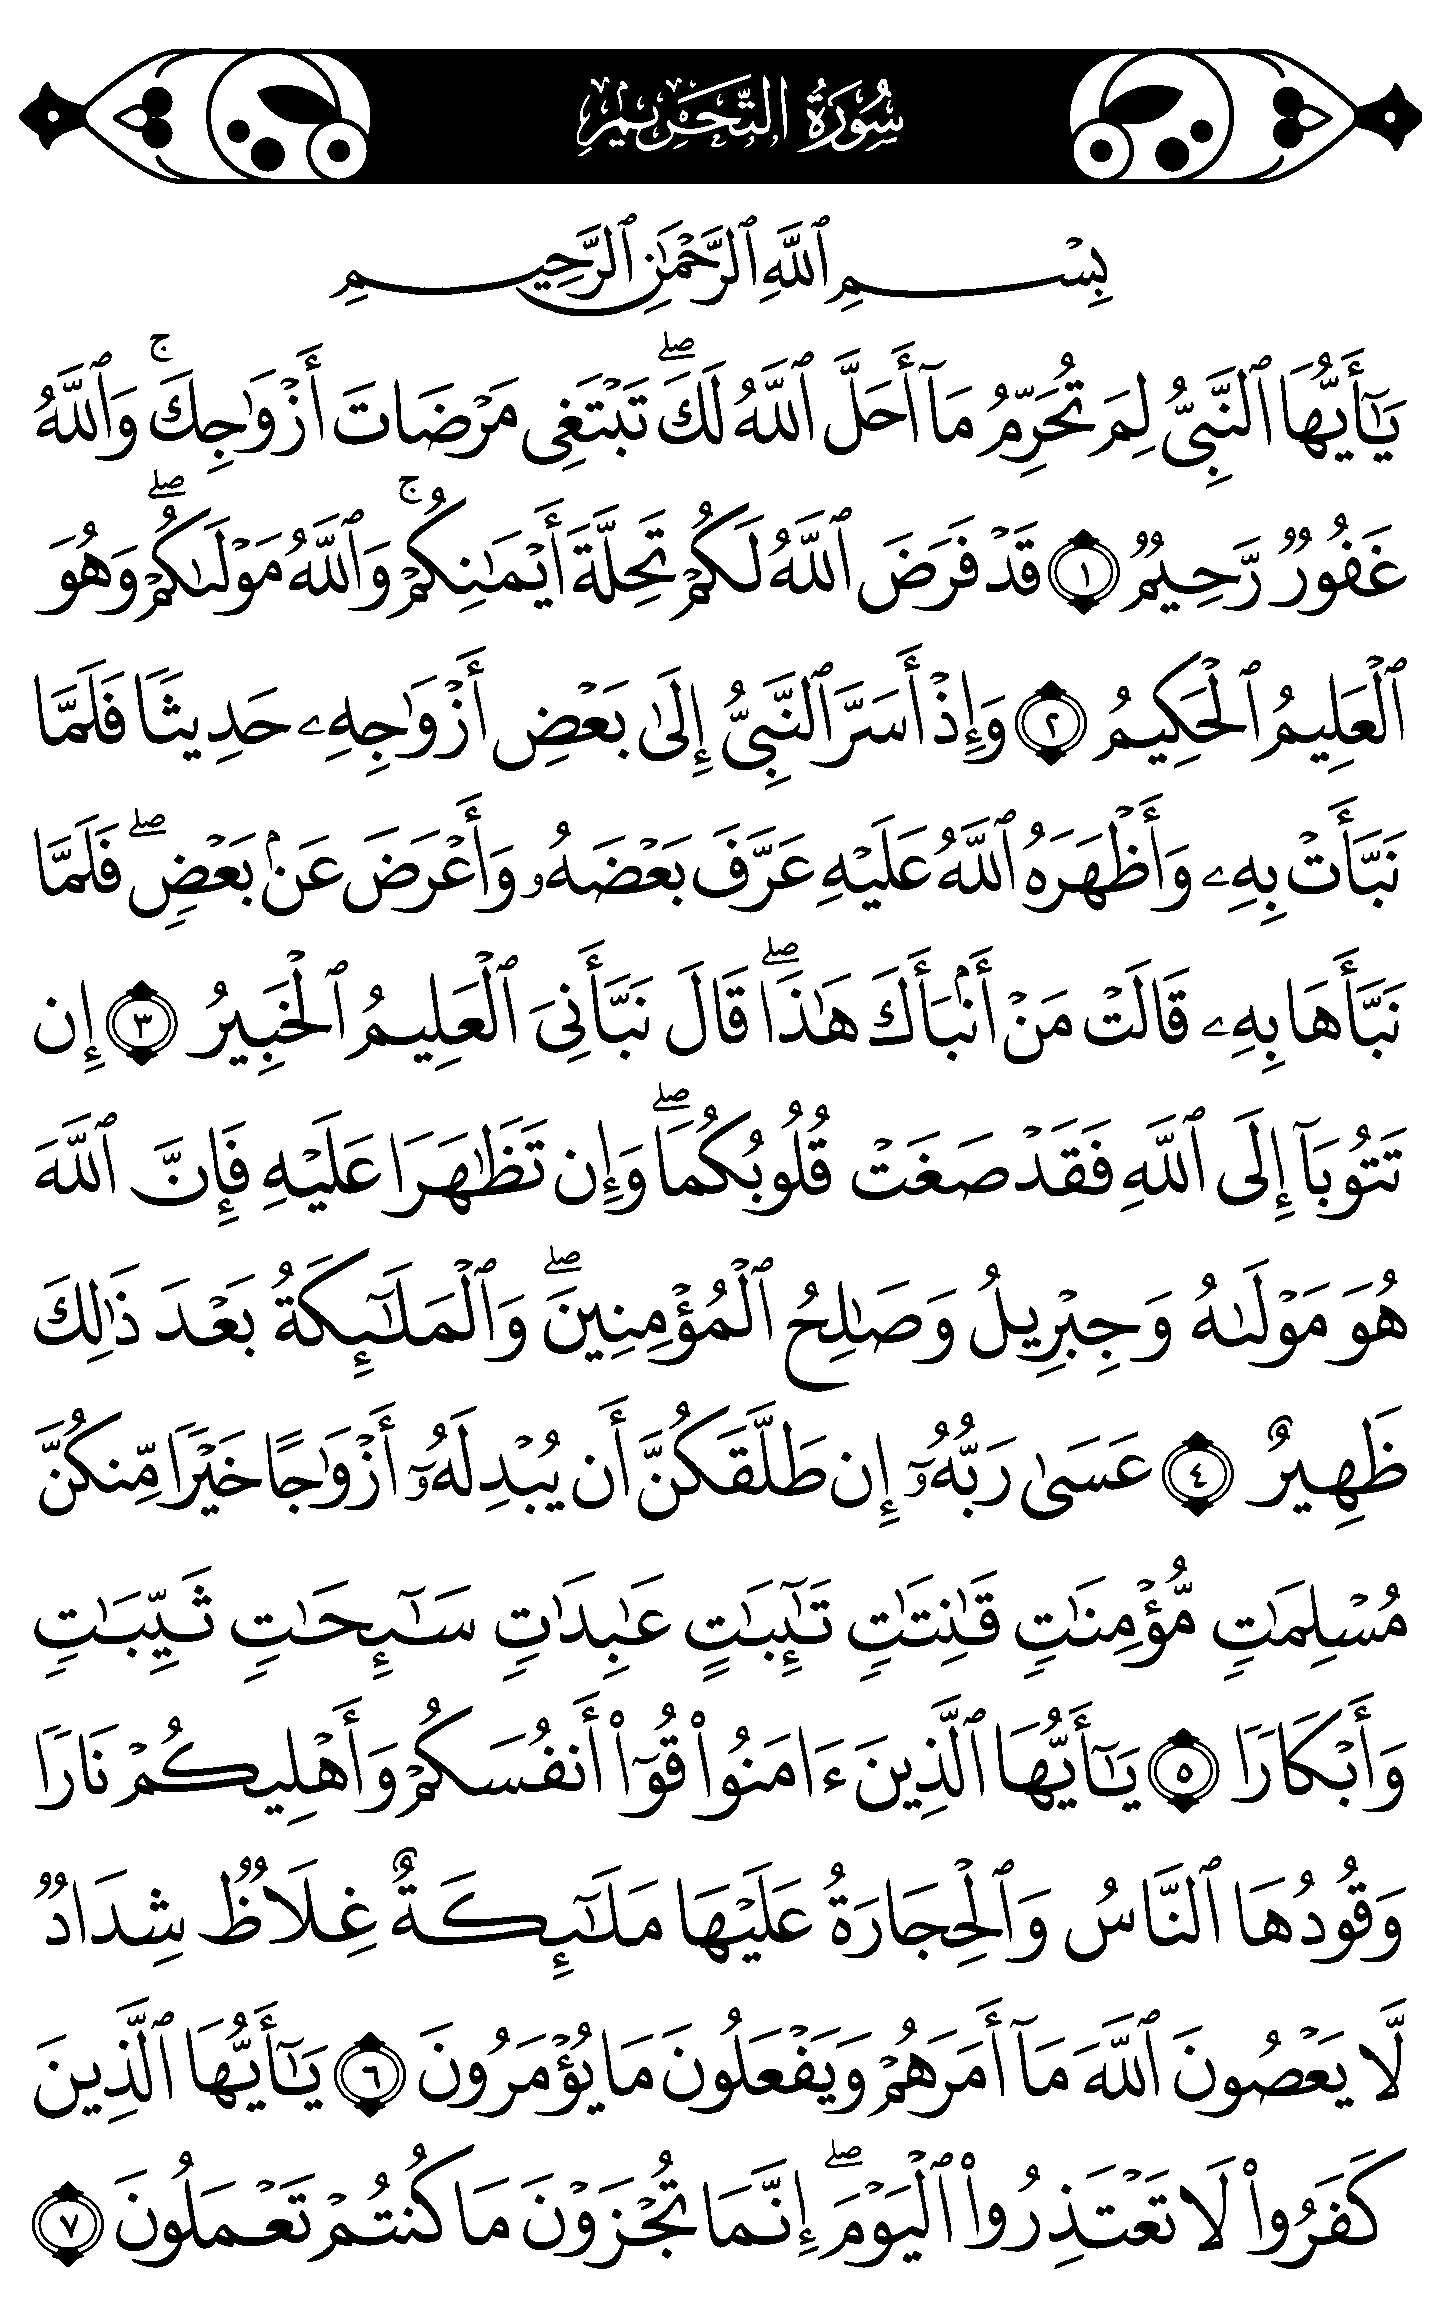 سُورَةُ التَّحْرِيمِ
بِسْمِ ٱللَّهِ ٱلرَّحْمَٰنِ ٱلرَّحِيمِ
يَٰٓأَيُّهَا ٱلنَّبِيُّ لِمَ تُحَرِّمُ مَآ أَحَلَّ ٱللَّهُ لَكَۖ تَبْتَغِى مَرْضَاتَ أَزْوَٰجِكَۚ وَٱللَّهُ
غَفُورٌ رَّحِيمٌ ١ قَدْ فَرَضَ ٱللَّهُ لَكُمْ تَحِلَّةَ أَيْمَٰنِكُمْۚ وَٱللَّهُ مَوْلَىٰكُمْۖ وَهُوَ
ٱلْعَلِيمُ ٱلْحَكِيمُ ٢ وَإِذْ أَسَرَّ ٱلنَّبِيُّ إِلَىٰ بَعْضِ أَزْوَٰجِهِۦ حَدِيثًا فَلَمَّا
نَبَّأَتْ بِهِۦ وَأَظْهَرَهُ ٱللَّهُ عَلَيْهِ عَرَّفَ بَعْضَهُۥ وَأَعْرَضَ عَنۢ بَعْضٍۖ فَلَمَّا
نَبَّأَهَا بِهِۦ قَالَتْ مَنْ أَنۢبَأَكَ هَٰذَاۖ قَالَ نَبَّأَنِىَ ٱلْعَلِيمُ ٱلْخَبِيرُ ٣ إِن
تَتُوبَآ إِلَى ٱللَّهِ فَقَدْ صَغَتْ قُلُوبُكُمَاۖ وَإِن تَظَٰهَرَا عَلَيْهِ فَإِنَّ ٱللَّهَ
هُوَ مَوْلَىٰهُ وَجِبْرِيلُ وَصَٰلِحُ ٱلْمُؤْمِنِينَۖ وَٱلْمَلَٰٓئِكَةُ بَعْدَ ذَٰلِكَ
ظَهِيرٌ ٤ عَسَىٰ رَبُّهُۥٓ إِن طَلَّقَكُنَّ أَن يُبْدِلَهُۥٓ أَزْوَٰجًا خَيْرًا مِّنكُنَّ
مُسْلِمَٰتٍ مُّؤْمِنَٰتٍ قَٰنِتَٰتٍ تَٰٓئِبَٰتٍ عَٰبِدَٰتٍ سَٰٓئِحَٰتٍ ثَيِّبَٰتٍ
وَأَبْكَارًا ٥ يَٰٓأَيُّهَا ٱلَّذِينَ ءَامَنُوا۟ قُوٓا۟ أَنفُسَكُمْ وَأَهْلِيكُمْ نَارًا
وَقُودُهَا ٱلنَّاسُ وَٱلْحِجَارَةُ عَلَيْهَا مَلَٰٓئِكَةٌ غِلَاظٌ شِدَادٌ
لَّا يَعْصُونَ ٱللَّهَ مَآ أَمَرَهُمْ وَيَفْعَلُونَ مَا يُؤْمَرُونَ ٦ يَٰٓأَيُّهَا ٱلَّذِينَ
كَفَرُوا۟ لَا تَعْتَذِرُوا۟ ٱلْيَوْمَۖ إِنَّمَا تُجْزَوْنَ مَا كُنتُمْ تَعْمَلُونَ ٧